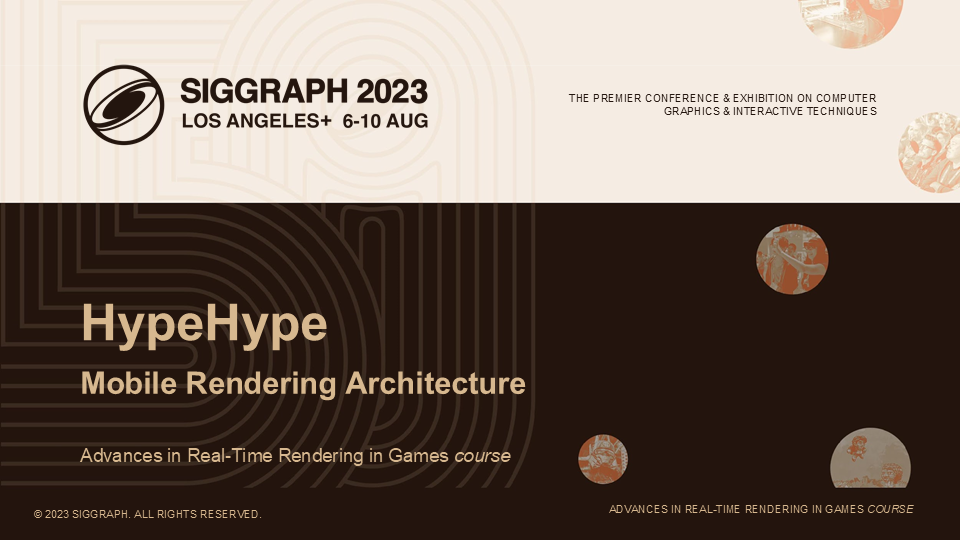 SIGGRAPH 2023
LOS ANGELES+ 6-10 AUG
THE PREMIER CONFERENCE & EXHIBITION ON COMPUTER
GRAPHICS & INTERACTIVE TECHNIQUES
HypeHype
Mobile Rendering Architecture
Advances in Real-Time Rendering in Games course
© 2023 SIGGRAPH. ALL RIGHTS RESERVED.
ADVANCES IN REAL-TIME RENDERING IN GAMES COURSE